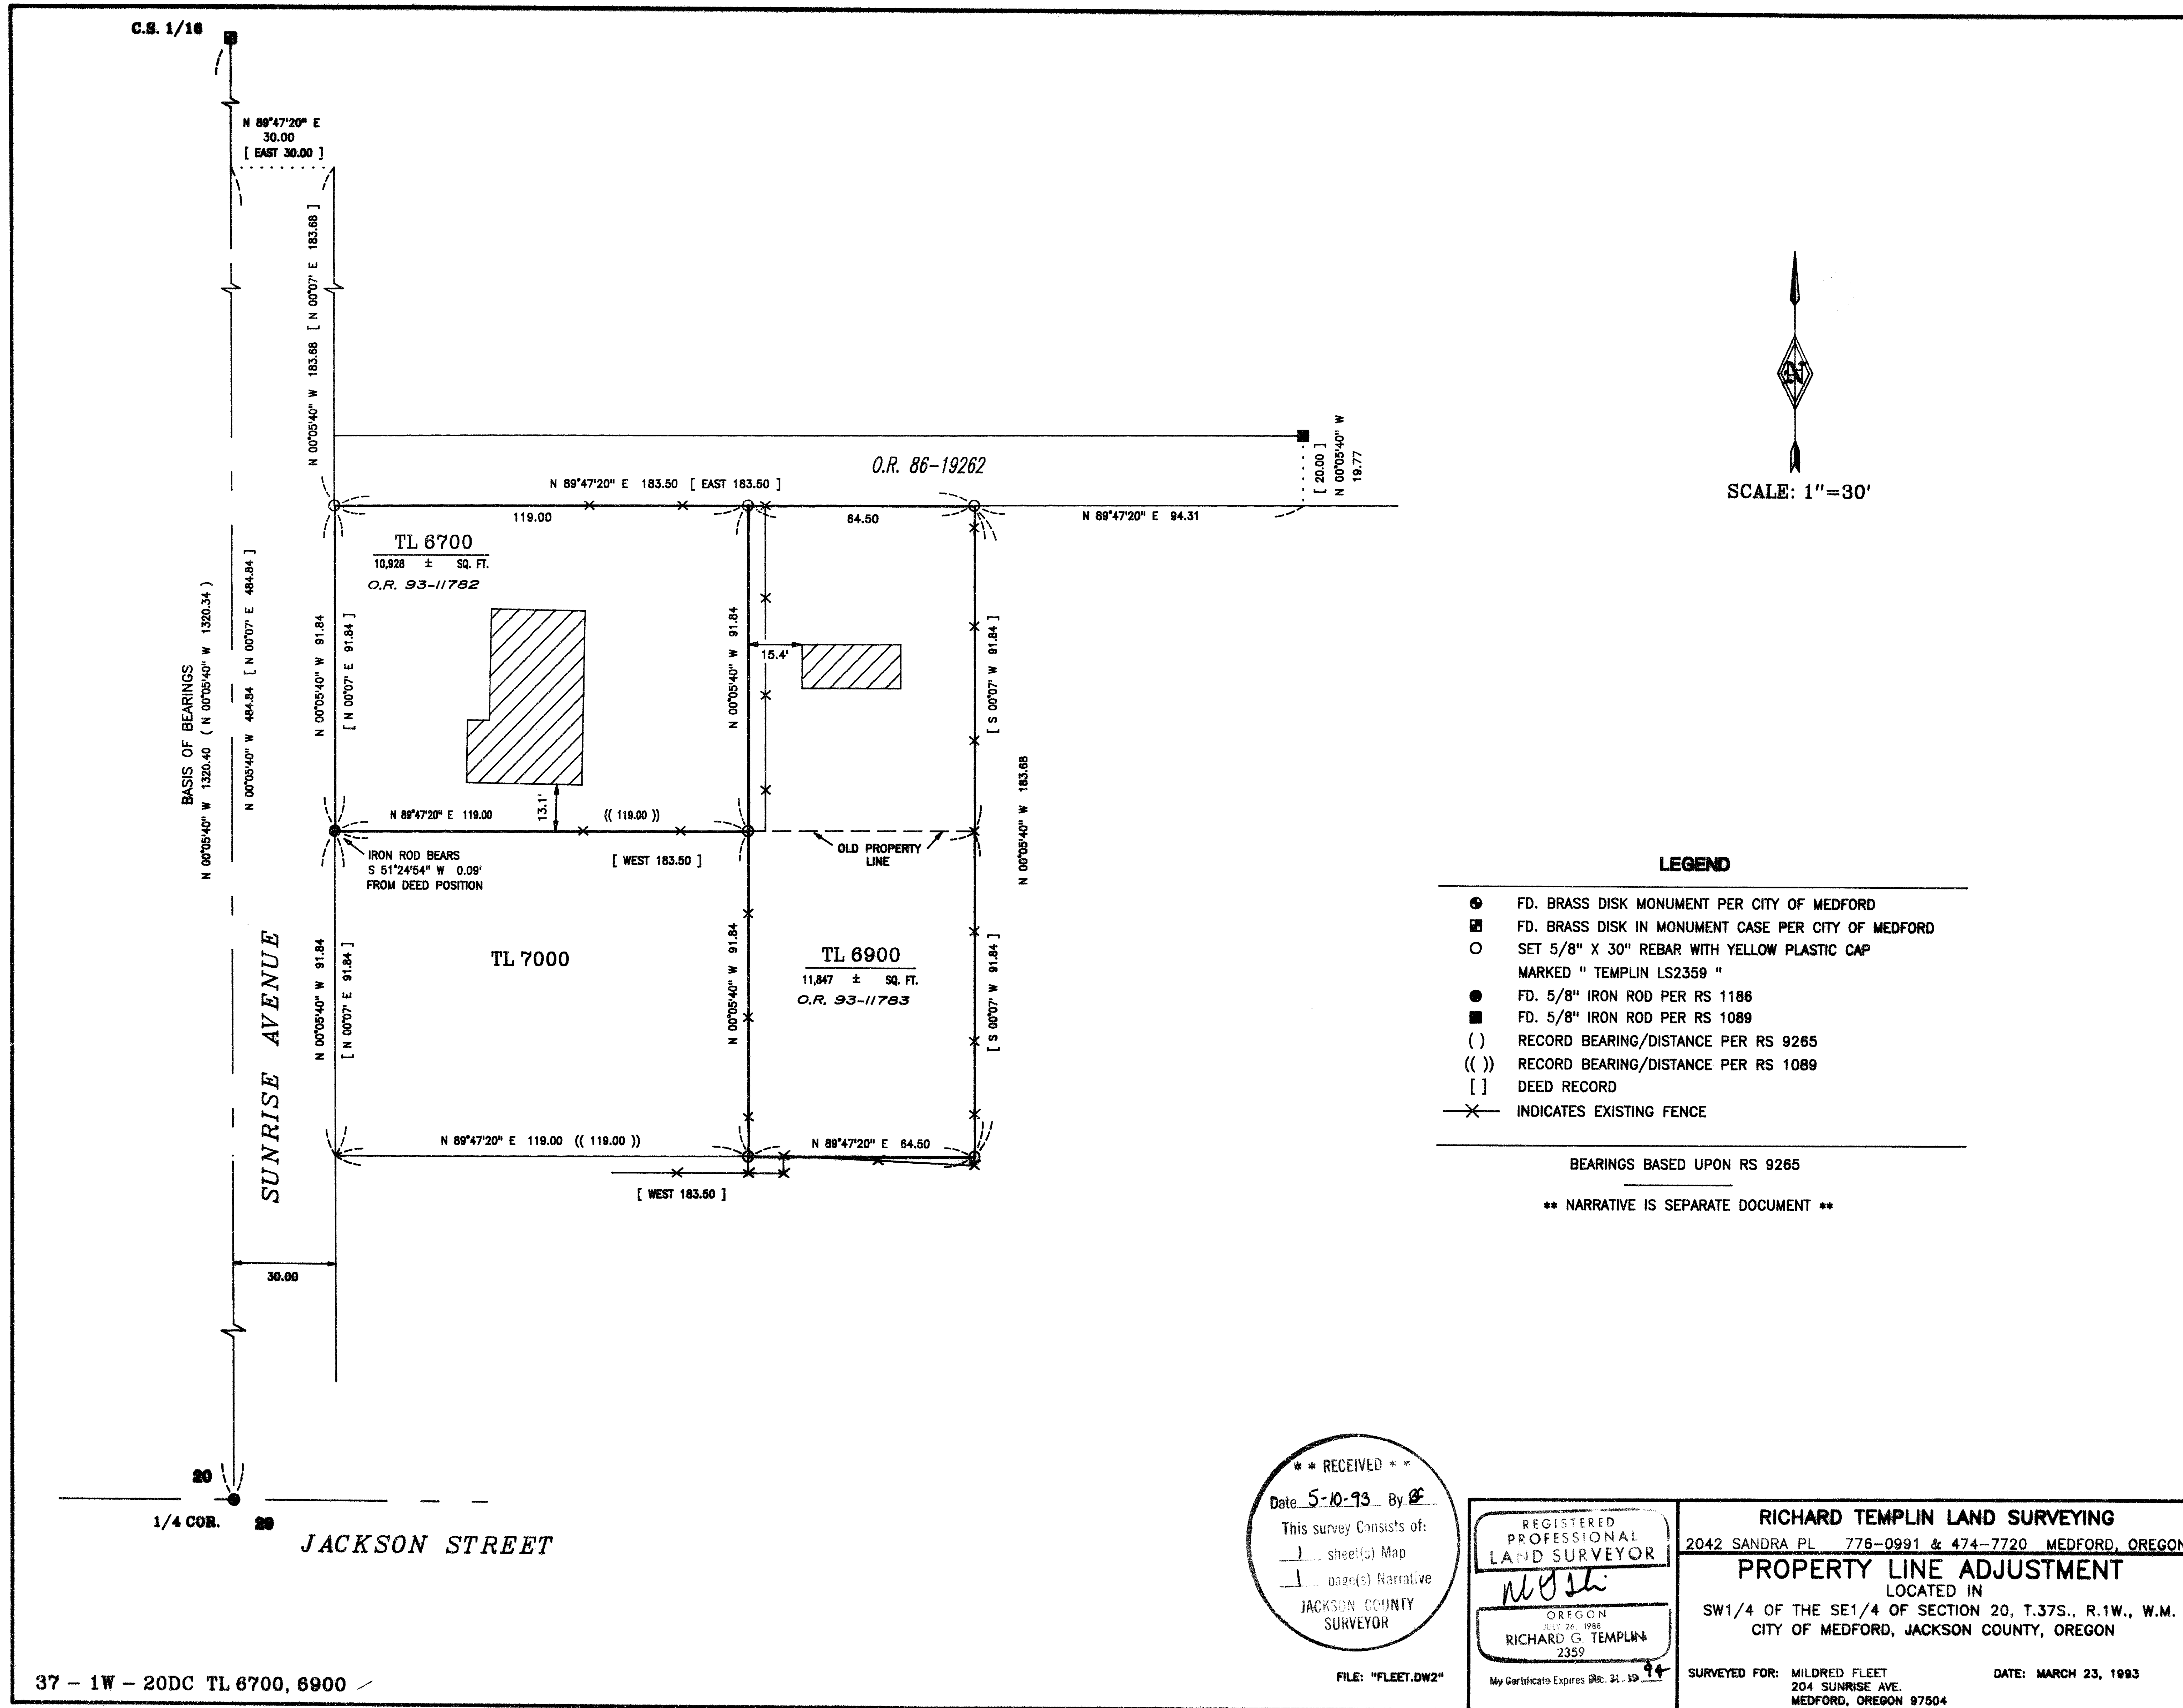 C.S. 1/16
N 89°47'20" E
30.00
[ EAST 30.00 ]
N 00°05'40" W 183.68 [ N 00°07' E 183.68 ]
O.R. 86-19262
[ 20.00 ]
N 00°05'40" W
19.77
N 89°47'20" E 183.50 [ EAST 183.50 ]
119.00
64.50
N 89°47'20" E 94.31
SCALE: 1"=30'
TL 6700
10,928 ± SQ. FT.
O.R. 93-11782
BASIS OF BEARINGS
N 00°05'40" W 1320.40 ( N 00°05'40" W 1320.34 )
N 00°05'40" W 484.84 [ N 00°07' E 484.84 ]
N 00°05'40" W 91.84
[ N 00°07' E 91.84 ]
N 00°05'40" W 91.84
15.4'
[ S 00°07' W 91.84 ]
N 00°05'40" W 183.68
13.1'
N 89°47'20" E 119.00 (( 119.00 ))
[ WEST 183.50 ]
IRON ROD BEARS
S 51°24'54" W 0.09'
FROM DEED POSITION
OLD PROPERTY
LINE
SUNRISE AVENUE
N 00°05'40" W 91.84
[ N 00°07' E 91.84 ]
TL 7000
N 00°05'40" W 91.84
TL 6900
11,847 ± SQ. FT.
O.R. 93-11783
[ S 00°07' W 91.84 ]
N 89°47'20" E 119.00 (( 119.00 ))
N 89°47'20" E 64.50
[ WEST 183.50 ]
30.00
LEGEND
FD. BRASS DISK MONUMENT PER CITY OF MEDFORD
FD. BRASS DISK IN MONUMENT CASE PER CITY OF MEDFORD
SET 5/8" X 30" REBAR WITH YELLOW PLASTIC CAP
MARKED " TEMPLIN LS2359 "
FD. 5/8" IRON ROD PER RS 1186
FD. 5/8" IRON ROD PER RS 1089
( ) RECORD BEARING/DISTANCE PER RS 9265
(( )) RECORD BEARING/DISTANCE PER RS 1089
[ ] DEED RECORD
INDICATES EXISTING FENCE
BEARINGS BASED UPON RS 9265
** NARRATIVE IS SEPARATE DOCUMENT **
20
1/4 COR.
29
JACKSON STREET
* * RECEIVED * *
Date 5-10-93 By
This survey Consists of:
1 sheet(s) Map
1 page(s) Narrative
JACKSON COUNTY
SURVEYOR
FILE: "FLEET.DW2"
REGISTERED
PROFESSIONAL
LAND SURVEYOR
OREGON
JULY 26, 1988
RICHARD G. TEMPLIN
2359
My Certificate Expires Dec. 31, 19 94
RICHARD TEMPLIN LAND SURVEYING
2042 SANDRA PL 776-0991 & 474-7720 MEDFORD, OREGON
PROPERTY LINE ADJUSTMENT
LOCATED IN
SW1/4 OF THE SE1/4 OF SECTION 20, T.37S., R.1W., W.M.
CITY OF MEDFORD, JACKSON COUNTY, OREGON
SURVEYED FOR: MILDRED FLEET
204 SUNRISE AVE.
MEDFORD, OREGON 97504
DATE: MARCH 23, 1993
37 - 1W - 20DC TL 6700, 6900